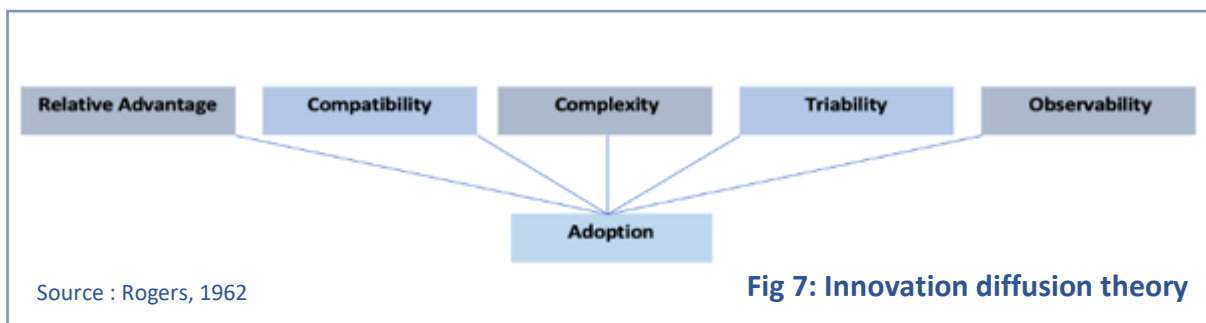 Relative Advantage
Compatibility
Complexity
Triability
Observability
Adoption
Source : Rogers, 1962
Fig 7: Innovation diffusion theory